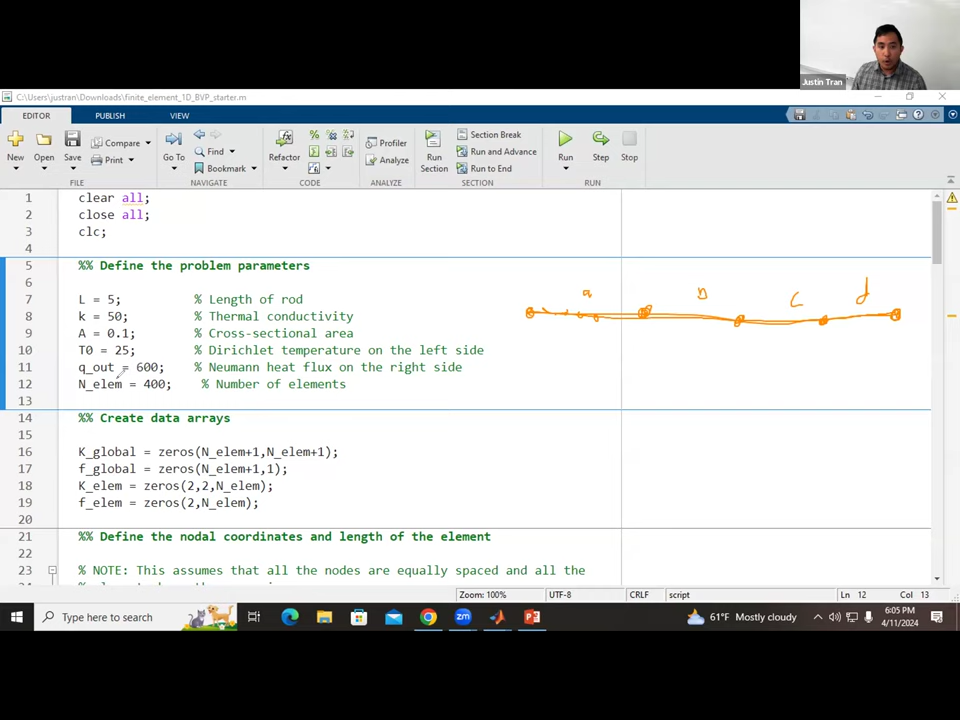 Justin Tran
C:\Users\justran\Downloads\finite_element_1D_BVP_starter.m
EDITOR PUBLISH VIEW
New Open Save Compare Print
Go To Find Bookmark
Refactor
Profiler Analyze
Run Section
Section Break
Run and Advance
Run to End
Run Step Stop
FILE NAVIGATE CODE ANALYZE SECTION RUN
1 clear all;
2 close all;
3 clc;
4
5 %% Define the problem parameters
6
7 L = 5; % Length of rod
8 k = 50; % Thermal conductivity
9 A = 0.1; % Cross-sectional area
10 T0 = 25; % Dirichlet temperature on the left side
11 q_out = 600; % Neumann heat flux on the right side
12 N_elem = 400; % Number of elements
13
14 %% Create data arrays
15
16 K_global = zeros(N_elem+1,N_elem+1);
17 f_global = zeros(N_elem+1,1);
18 K_elem = zeros(2,2,N_elem);
19 f_elem = zeros(2,N_elem);
20
21 %% Define the nodal coordinates and length of the element
22
23 % NOTE: This assumes that all the nodes are equally spaced and all the
a
c d
Zoom: 100% UTF-8 CRLF script Ln 12 Col 13
Type here to search
zm
61°F Mostly cloudy
6:05 PM
4/11/2024